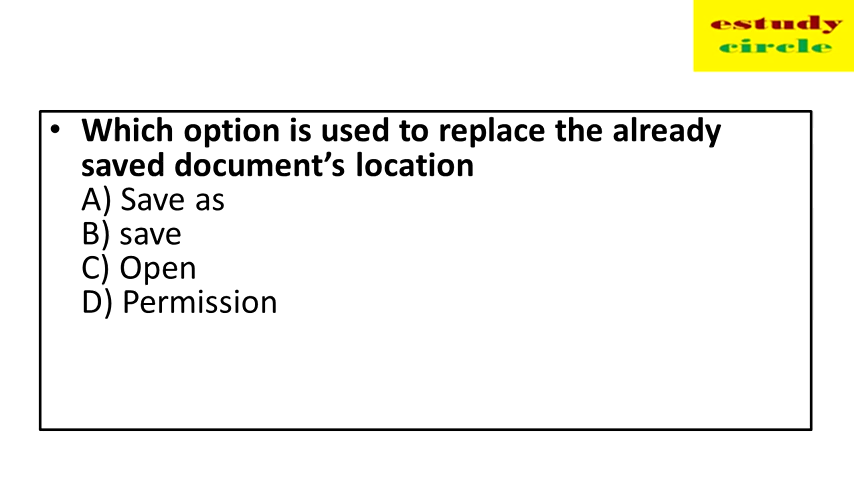 estudy
circle
• Which option is used to replace the already
saved document’s location
A) Save as
B) save
C) Open
D) Permission